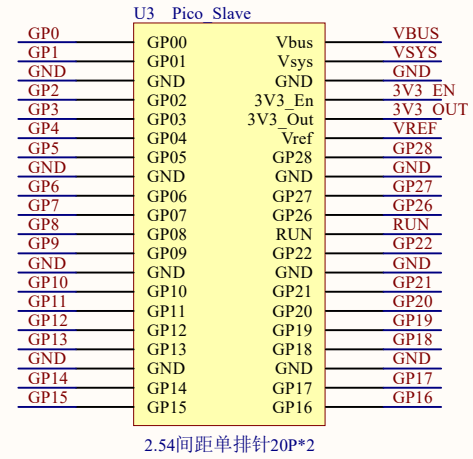 U3 Pico_Slave
GP0 GP00 Vbus VBUS
GP1 GP01 Vsys VSYS
GND GND GND GND
GP2 GP02 3V3_En 3V3_EN
GP3 GP03 3V3_Out 3V3_OUT
GP4 GP04 Vref VREF
GP5 GP05 GP28 GP28
GND GND GND GND
GP6 GP06 GP27 GP27
GP7 GP07 GP26 GP26
GP8 GP08 RUN RUN
GP9 GP09 GP22 GP22
GND GND GND GND
GP10 GP10 GP21 GP21
GP11 GP11 GP20 GP20
GP12 GP12 GP19 GP19
GP13 GP13 GP18 GP18
GND GND GND GND
GP14 GP14 GP17 GP17
GP15 GP15 GP16 GP16
2.54间距单排针20P*2